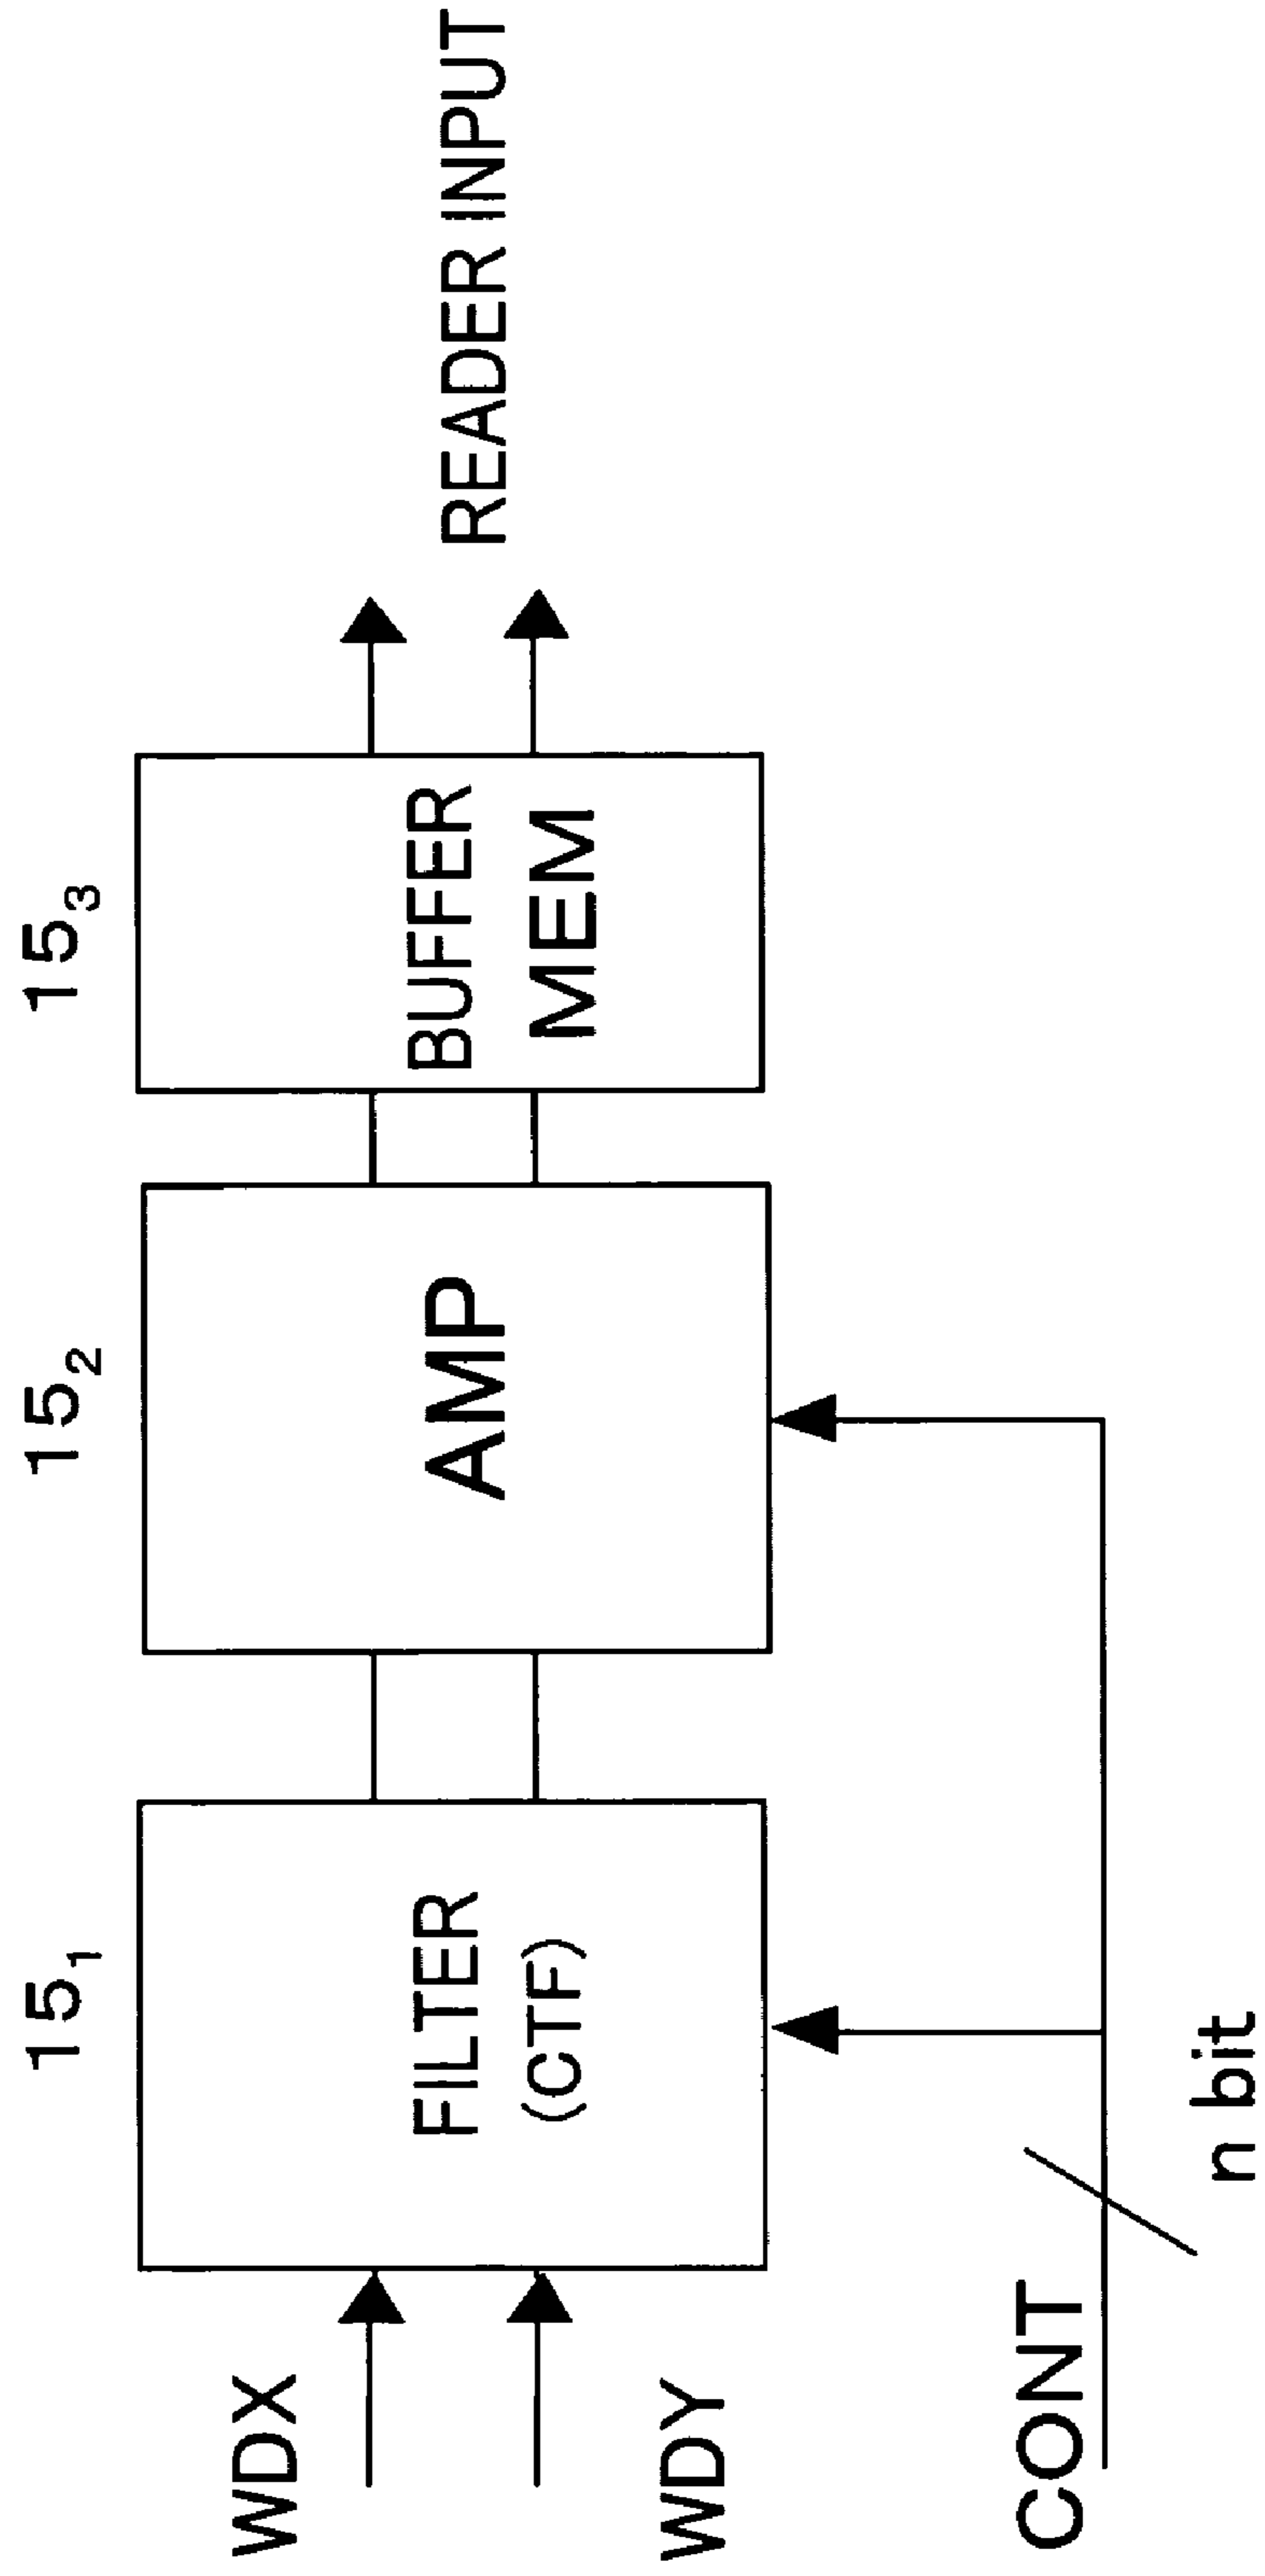 15₁
15₂
15₃
WDX
WDY
FILTER
(CTF)
AMP
BUFFER
MEM
READER INPUT
CONT
n bit